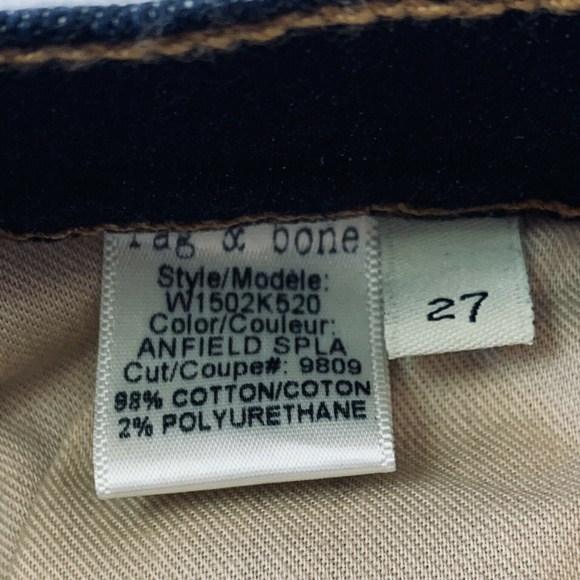 rag & bone
Style/Modèle:
W1502K520
Color/Couleur:
ANFIELD SPLA
Cut/Coupe#: 9809
98% COTTON/COTON
2% POLYURETHANE
27